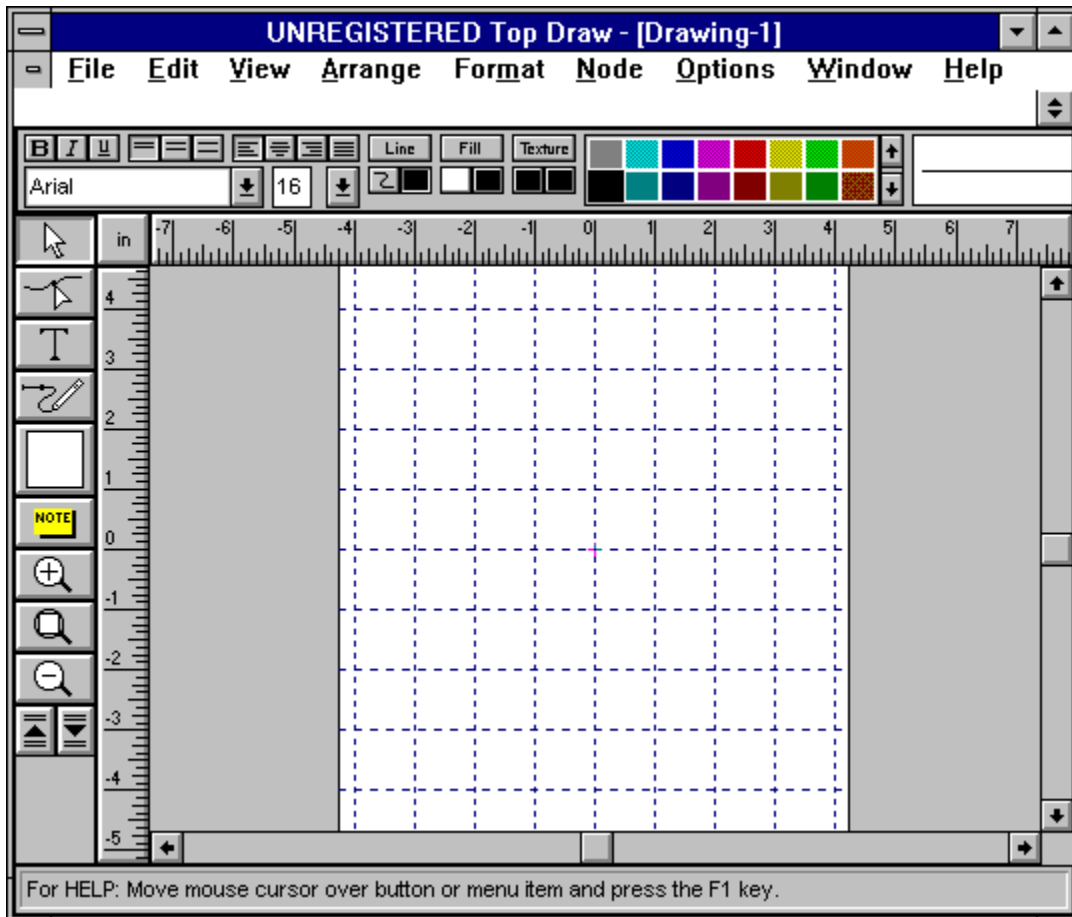 UNREGISTERED Top Draw - [Drawing-1]
File Edit View Arrange Format Node Options Window Help
B I U Line Fill Texture
Arial 16
in -7 -6 -5 -4 -3 -2 -1 0 1 2 3 4 5 6 7
4
T
3
2
1
NOTE
0
-1
-2
-3
-4
-5
For HELP: Move mouse cursor over button or menu item and press the F1 key.